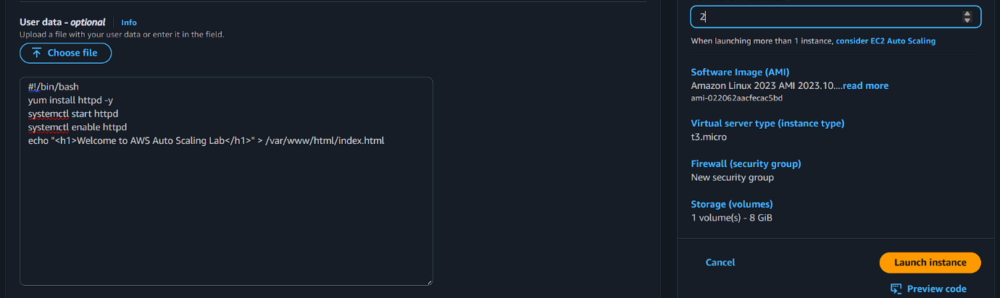 User data - optional
Info
Upload a file with your user data or enter it in the field.
Choose file
#!/bin/bash
yum install httpd -y
systemctl start httpd
systemctl enable httpd
echo "<h1>Welcome to AWS Auto Scaling Lab</h1>" > /var/www/html/index.html
2
When launching more than 1 instance, consider EC2 Auto Scaling
Software Image (AMI)
Amazon Linux 2023 AMI 2023.10....read more
ami-022062aacfecac5bd
Virtual server type (instance type)
t3.micro
Firewall (security group)
New security group
Storage (volumes)
1 volume(s) - 8 GiB
Cancel
Launch instance
Preview code